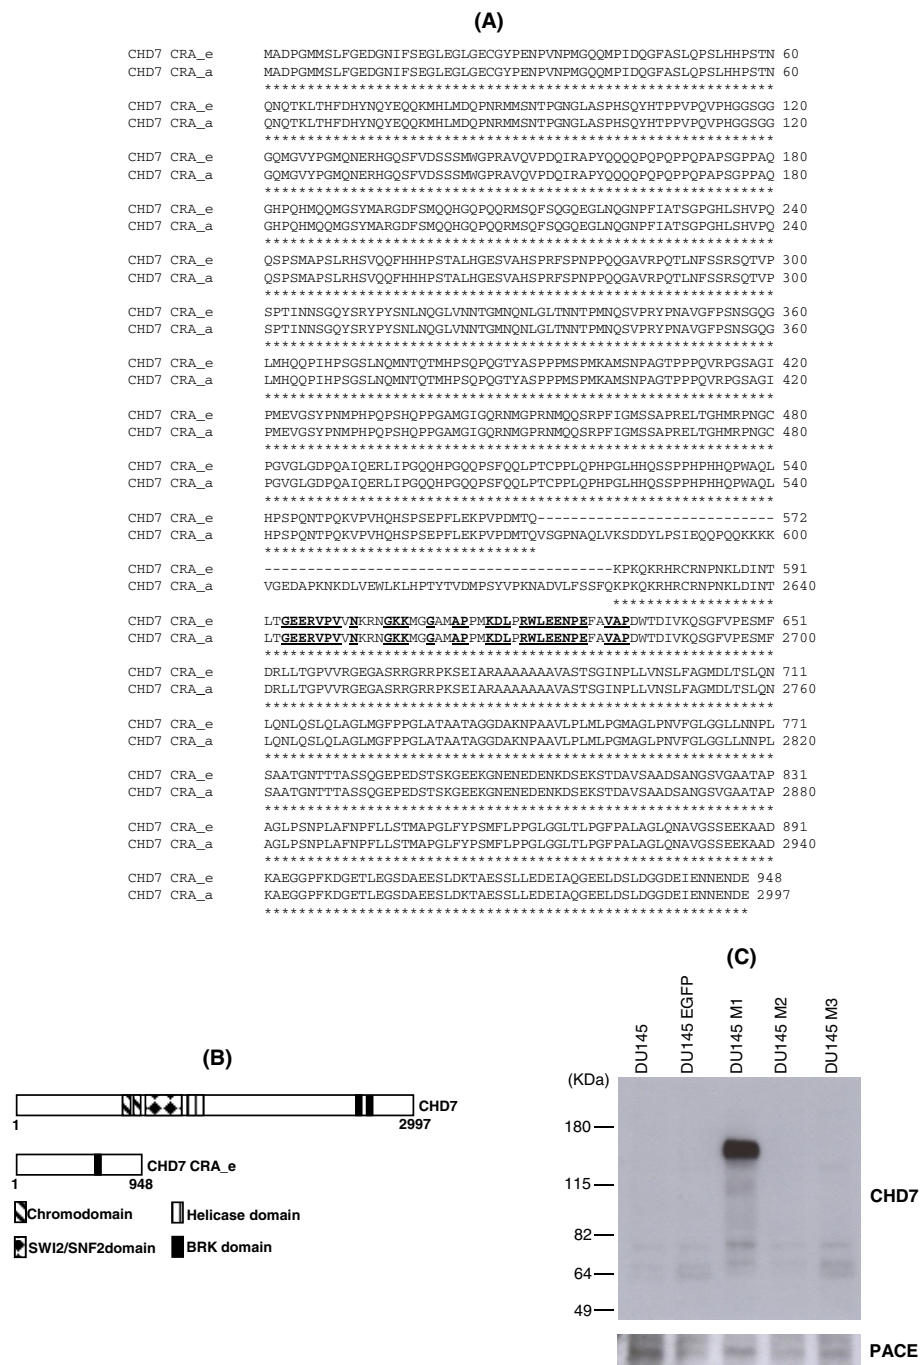 (A)
CHD7 CRA_e MADPGMMSLFGEDGNIFSEGLEGLGECGYPENPVNPMGQQMPIDQGFASLQPSLHHPSTN 60
CHD7 CRA_a MADPGMMSLFGEDGNIFSEGLEGLGECGYPENPVNPMGQQMPIDQGFASLQPSLHHPSTN 60
************************************************************
CHD7 CRA_e QNQTKLTHFDHYNQYEQQKMHLMDQPNRMMSNTPGNGLASPHSQYHTPPVPQVPHGGSGG 120
CHD7 CRA_a QNQTKLTHFDHYNQYEQQKMHLMDQPNRMMSNTPGNGLASPHSQYHTPPVPQVPHGGSGG 120
************************************************************
CHD7 CRA_e GQMGVYPGMQNERHGQSFVDSSSMWGPRAVQVPDQIRAPYQQQQPQPQPPQPAPSGPPAQ 180
CHD7 CRA_a GQMGVYPGMQNERHGQSFVDSSSMWGPRAVQVPDQIRAPYQQQQPQPQPPQPAPSGPPAQ 180
************************************************************
CHD7 CRA_e GHPQHMQQMGSYMARGDFSMQQHGQPQQRMSQFSQGQEGLNQGNPFIATSGPGHLSHVPQ 240
CHD7 CRA_a GHPQHMQQMGSYMARGDFSMQQHGQPQQRMSQFSQGQEGLNQGNPFIATSGPGHLSHVPQ 240
************************************************************
CHD7 CRA_e QSPSMAPSLRHSVQQFHHHPSTALHGESVAHSPRFSPNPPQQGAVRPQTLNFSSRSQTVP 300
CHD7 CRA_a QSPSMAPSLRHSVQQFHHHPSTALHGESVAHSPRFSPNPPQQGAVRPQTLNFSSRSQTVP 300
************************************************************
CHD7 CRA_e SPTINNSGQYSRYPYSNLNQGLVNNTGMNQNLGLTNNTPMNQSVPRYPNAVGFPSNSGQG 360
CHD7 CRA_a SPTINNSGQYSRYPYSNLNQGLVNNTGMNQNLGLTNNTPMNQSVPRYPNAVGFPSNSGQG 360
************************************************************
CHD7 CRA_e LMHQQPIHPSGSLNQMNTQTMHPSQPQGTYASPPPMSPMKAMSNPAGTPPPQVRPGSAGI 420
CHD7 CRA_a LMHQQPIHPSGSLNQMNTQTMHPSQPQGTYASPPPMSPMKAMSNPAGTPPPQVRPGSAGI 420
************************************************************
CHD7 CRA_e PMEVGSYPNMPHPQPSHQPPGAMGIGQRNMGPRNMQQSRPFIGMSSAPRELTGHMRPNGC 480
CHD7 CRA_a PMEVGSYPNMPHPQPSHQPPGAMGIGQRNMGPRNMQQSRPFIGMSSAPRELTGHMRPNGC 480
************************************************************
CHD7 CRA_e PGVGLGDPQAIQERLIPGQQHPGQQPSFQQLPTCPPLQPHPGLHHQSSPPHPHHQPWAQL 540
CHD7 CRA_a PGVGLGDPQAIQERLIPGQQHPGQQPSFQQLPTCPPLQPHPGLHHQSSPPHPHHQPWAQL 540
************************************************************
CHD7 CRA_e HPSPQNTPQKVPVHQHSPSEPFLEKPVPDMTQ---------------------------- 572
CHD7 CRA_a HPSPQNTPQKVPVHQHSPSEPFLEKPVPDMTQVSGPNAQLVKSDDYLPSIEQQPQQKKKK 600
********************************
CHD7 CRA_e -----------------------------------------KPKQKRHRCRNPNKLDINT 591
CHD7 CRA_a VGEDAPKNKDLVEWLKLHPTYTVDMPSYVPKNADVLFSSFQKPKQKRHRCRNPNKLDINT 2640
*******************
CHD7 CRA_e LTGEERVPVVNKRNGKKMGGAMAPPMKDLPRWLEENPEFAVAPDWTDIVKQSGFVPESMF 651
CHD7 CRA_a LTGEERVPVVNKRNGKKMGGAMAPPMKDLPRWLEENPEFAVAPDWTDIVKQSGFVPESMF 2700
************************************************************
CHD7 CRA_e DRLLTGPVVRGEGASRRGRRPKSEIARAAAAAAAVASTSGINPLLVNSLFAGMDLTSLQN 711
CHD7 CRA_a DRLLTGPVVRGEGASRRGRRPKSEIARAAAAAAAVASTSGINPLLVNSLFAGMDLTSLQN 2760
************************************************************
CHD7 CRA_e LQNLQSLQLAGLMGFPPGLATAATAGGDAKNPAAVLPLMLPGMAGLPNVFGLGGLLNNPL 771
CHD7 CRA_a LQNLQSLQLAGLMGFPPGLATAATAGGDAKNPAAVLPLMLPGMAGLPNVFGLGGLLNNPL 2820
************************************************************
CHD7 CRA_e SAATGNTTTASSQGEPEDSTSKGEEKGNENEDENKDSEKSTDAVSAADSANGSVGAATAP 831
CHD7 CRA_a SAATGNTTTASSQGEPEDSTSKGEEKGNENEDENKDSEKSTDAVSAADSANGSVGAATAP 2880
************************************************************
CHD7 CRA_e AGLPSNPLAFNPFLLSTMAPGLFYPSMFLPPGLGGLTLPGFPALAGLQNAVGSSEEKAAD 891
CHD7 CRA_a AGLPSNPLAFNPFLLSTMAPGLFYPSMFLPPGLGGLTLPGFPALAGLQNAVGSSEEKAAD 2940
************************************************************
CHD7 CRA_e KAEGGPFKDGETLEGSDAEESLDKTAESSLLEDEIAQGEELDSLDGGDEIENNENDE 948
CHD7 CRA_a KAEGGPFKDGETLEGSDAEESLDKTAESSLLEDEIAQGEELDSLDGGDEIENNENDE 2997
*********************************************************
(B)
CHD7
1 2997
CHD7 CRA_e
1 948
Chromodomain
Helicase domain
SWI2/SNF2domain
BRK domain
(C)
DU145
DU145 EGFP
DU145 M1
DU145 M2
DU145 M3
(KDa)
180
115
82
64
49
CHD7
PACE